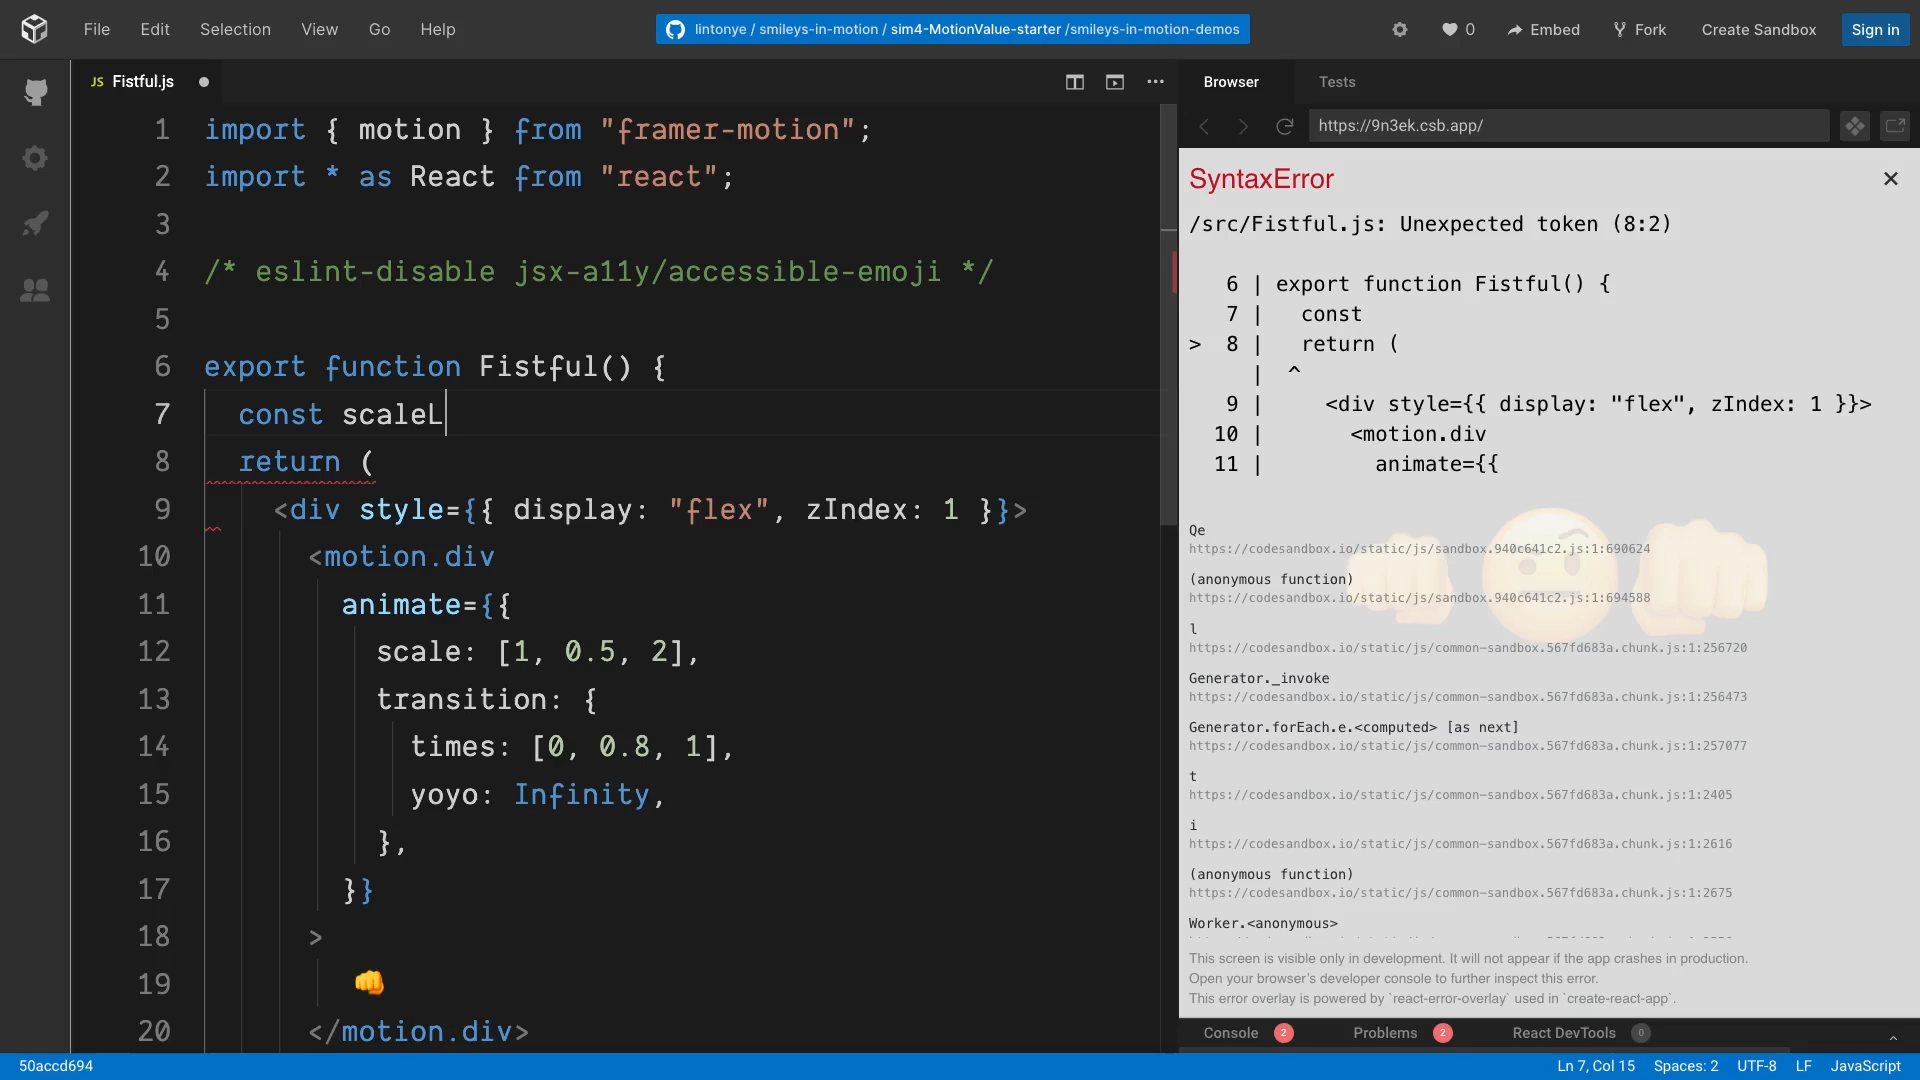 File Edit Selection View Go Help
lintonye / smileys-in-motion / sim4-MotionValue-starter /smileys-in-motion-demos
0 Embed Fork Create Sandbox Sign in
JS Fistful.js
1 import { motion } from "framer-motion";
2 import * as React from "react";
3
4 /* eslint-disable jsx-a11y/accessible-emoji */
5
6 export function Fistful() {
7 const scaleL
8 return (
9 <div style={{ display: "flex", zIndex: 1 }}>
10 <motion.div
11 animate={{
12 scale: [1, 0.5, 2],
13 transition: {
14 times: [0, 0.8, 1],
15 yoyo: Infinity,
16 },
17 }}
18 >
19 👊
20 </motion.div>
Browser Tests
https://9n3ek.csb.app/
SyntaxError
/src/Fistful.js: Unexpected token (8:2)
6 | export function Fistful() {
7 | const
> 8 | return (
| ^
9 | <div style={{ display: "flex", zIndex: 1 }}>
10 | <motion.div
11 | animate={{
Qe
https://codesandbox.io/static/js/sandbox.940c641c2.js:1:690624
(anonymous function)
https://codesandbox.io/static/js/sandbox.940c641c2.js:1:694588
l
https://codesandbox.io/static/js/common-sandbox.567fd683a.chunk.js:1:256720
Generator._invoke
https://codesandbox.io/static/js/common-sandbox.567fd683a.chunk.js:1:256473
Generator.forEach.e.<computed> [as next]
https://codesandbox.io/static/js/common-sandbox.567fd683a.chunk.js:1:257077
t
https://codesandbox.io/static/js/common-sandbox.567fd683a.chunk.js:1:2405
i
https://codesandbox.io/static/js/common-sandbox.567fd683a.chunk.js:1:2616
(anonymous function)
https://codesandbox.io/static/js/common-sandbox.567fd683a.chunk.js:1:2675
Worker.<anonymous>
This screen is visible only in development. It will not appear if the app crashes in production.
Open your browser's developer console to further inspect this error.
This error overlay is powered by `react-error-overlay` used in `create-react-app`.
Console 2 Problems 2 React DevTools 0
50accd694
Ln 7, Col 15 Spaces: 2 UTF-8 LF JavaScript